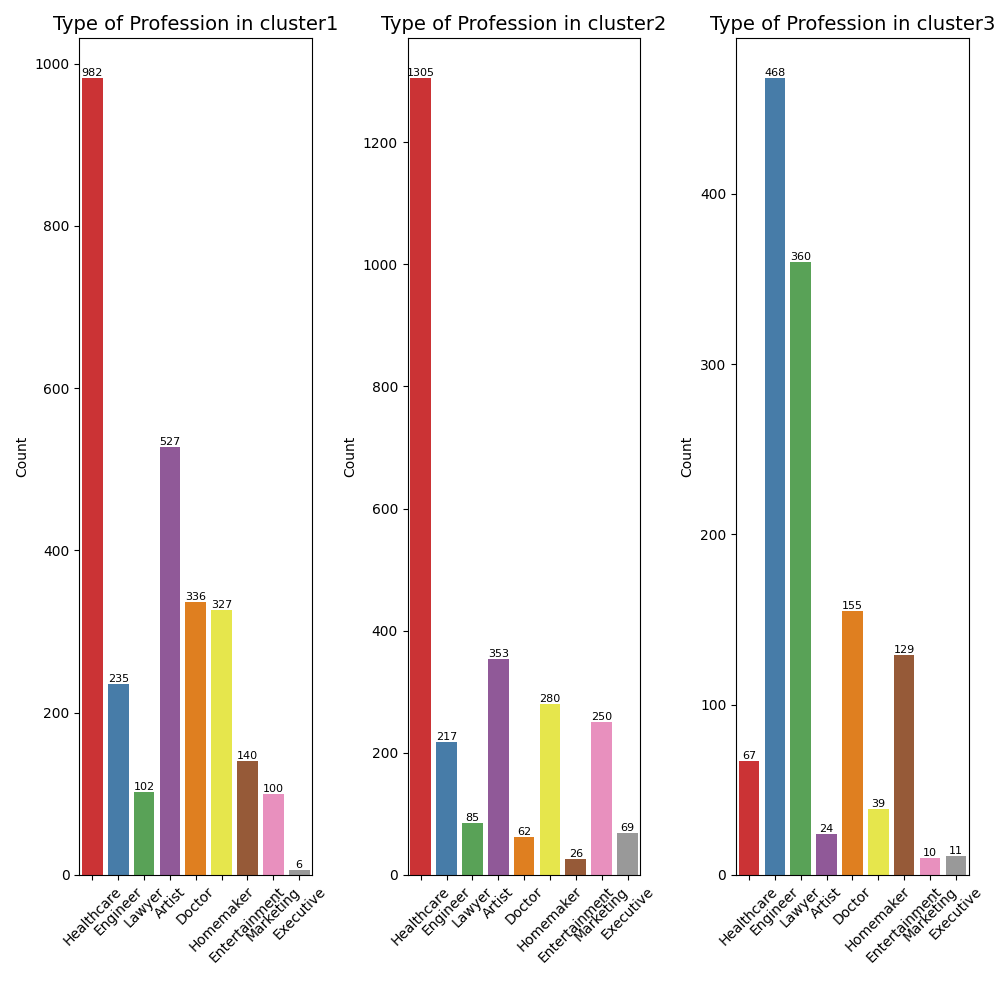 Type of Profession in cluster1
Count
1000
800
600
400
200
0
982
235
102
527
336
327
140
100
6
Healthcare
Engineer
Lawyer
Artist
Doctor
Homemaker
Entertainment
Marketing
Executive
Type of Profession in cluster2
Count
1200
1000
800
600
400
200
0
1305
217
85
353
62
280
26
250
69
Healthcare
Engineer
Lawyer
Artist
Doctor
Homemaker
Entertainment
Marketing
Executive
Type of Profession in cluster3
Count
400
300
200
100
0
67
468
360
24
155
39
129
10
11
Healthcare
Engineer
Lawyer
Artist
Doctor
Homemaker
Entertainment
Marketing
Executive